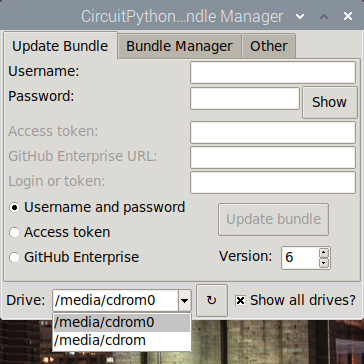 CircuitPython...ndle Manager
Update Bundle Bundle Manager Other
Username:
Password: Show
Access token:
GitHub Enterprise URL:
Login or token:
Username and password
Update bundle
Access token
GitHub Enterprise Version: 6
Drive: /media/cdrom0 ↻ Show all drives?
/media/cdrom0
/media/cdrom